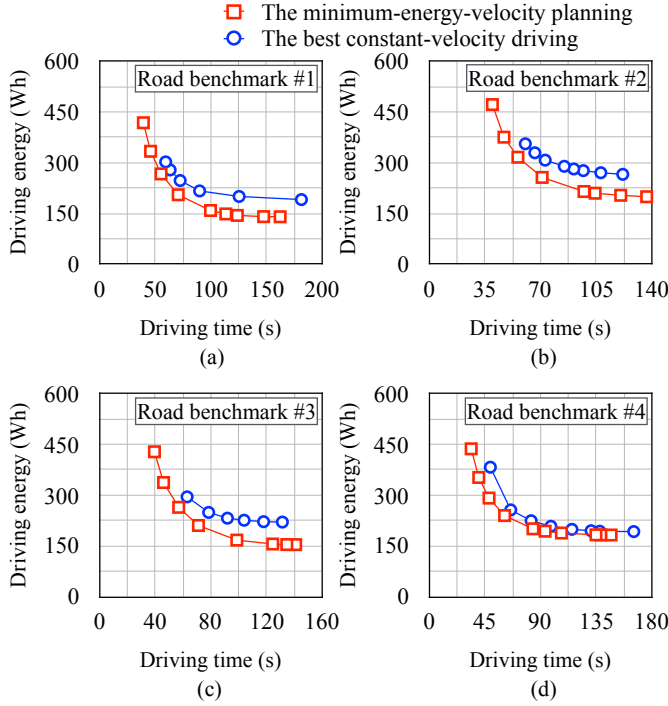 The minimum-energy-velocity planning
The best constant-velocity driving
Road benchmark #1
Driving energy (Wh)
600
450
300
150
0
0 50 100 150 200
Driving time (s)
(a)
Road benchmark #2
Driving energy (Wh)
600
450
300
150
0
0 35 70 105 140
Driving time (s)
(b)
Road benchmark #3
Driving energy (Wh)
600
450
300
150
0
0 40 80 120 160
Driving time (s)
(c)
Road benchmark #4
Driving energy (Wh)
600
450
300
150
0
0 45 90 135 180
Driving time (s)
(d)